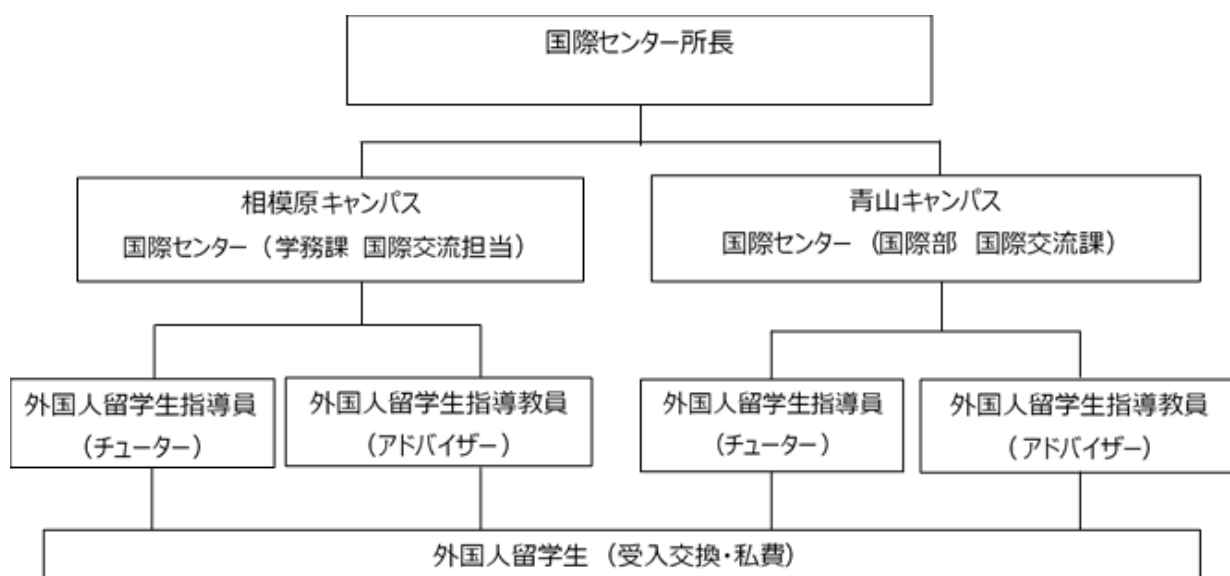 国際センター所長
相模原キャンパス
国際センター（学務課 国際交流担当）
青山キャンパス
国際センター（国際部 国際交流課）
外国人留学生指導員
（チューター）
外国人留学生指導教員
（アドバイザー）
外国人留学生指導員
（チューター）
外国人留学生指導教員
（アドバイザー）
外国人留学生（受入交換・私費）